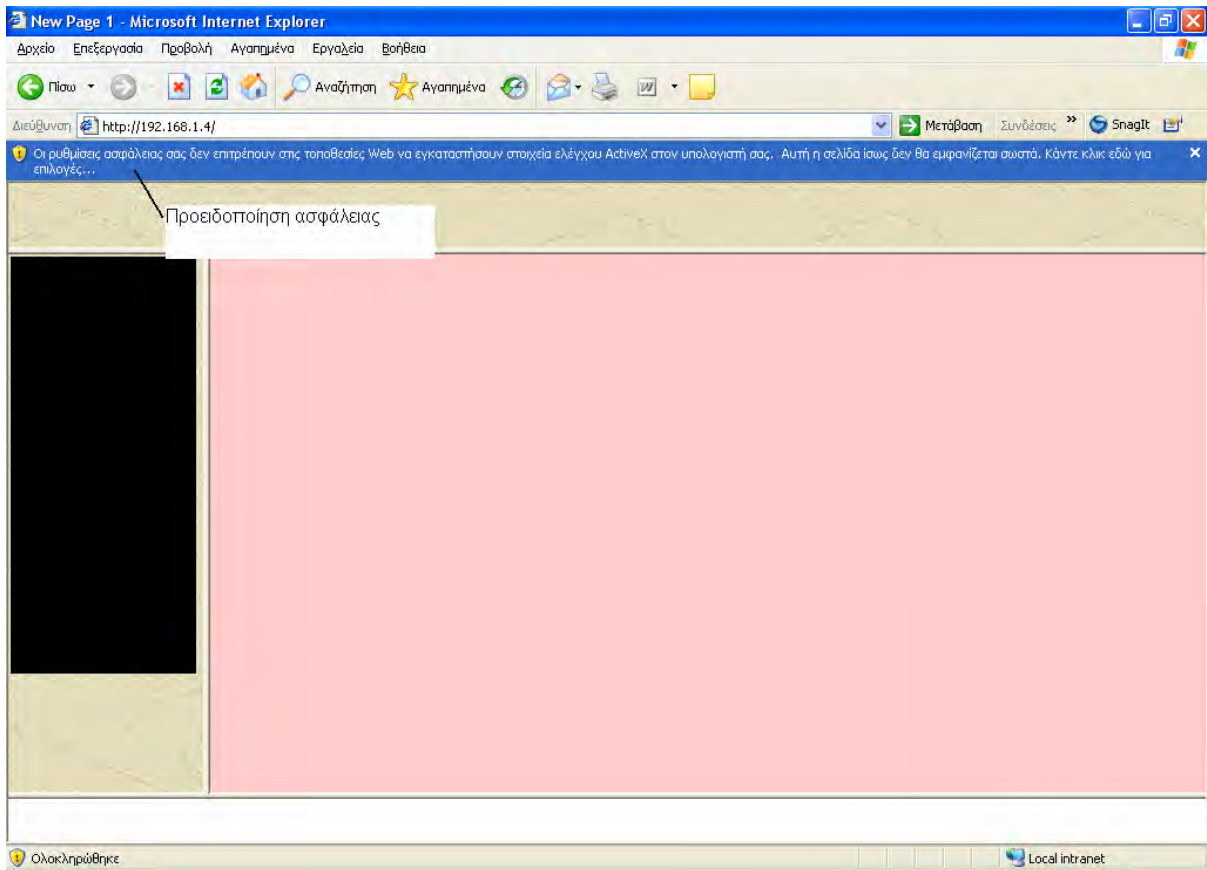 New Page 1 - Microsoft Internet Explorer
Αρχείο Επεξεργασία Προβολή Αγαπημένα Εργαλεία Βοήθεια
Πίσω Αναζήτηση Αγαπημένα
Διεύθυνση http://192.168.1.4/ Μετάβαση Συνδέσεις » SnagIt
Οι ρυθμίσεις ασφάλειας σας δεν επιτρέπουν στις τοποθεσίες Web να εγκαταστήσουν στοιχεία ελέγχου ActiveX στον υπολογιστή σας. Αυτή η σελίδα ίσως δεν θα εμφανίζεται σωστά. Κάντε κλικ εδώ για
επιλογές...
Προειδοποίηση ασφάλειας
Ολοκληρώθηκε Local intranet